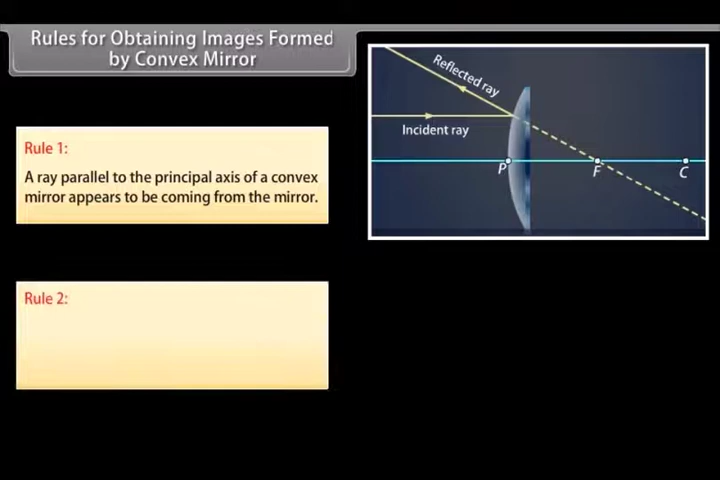 Rules for Obtaining Images Formed
by Convex Mirror
Rule 1:
A ray parallel to the principal axis of a convex
mirror appears to be coming from the mirror.
Rule 2:
Reflected ray
Incident ray
P
F
C